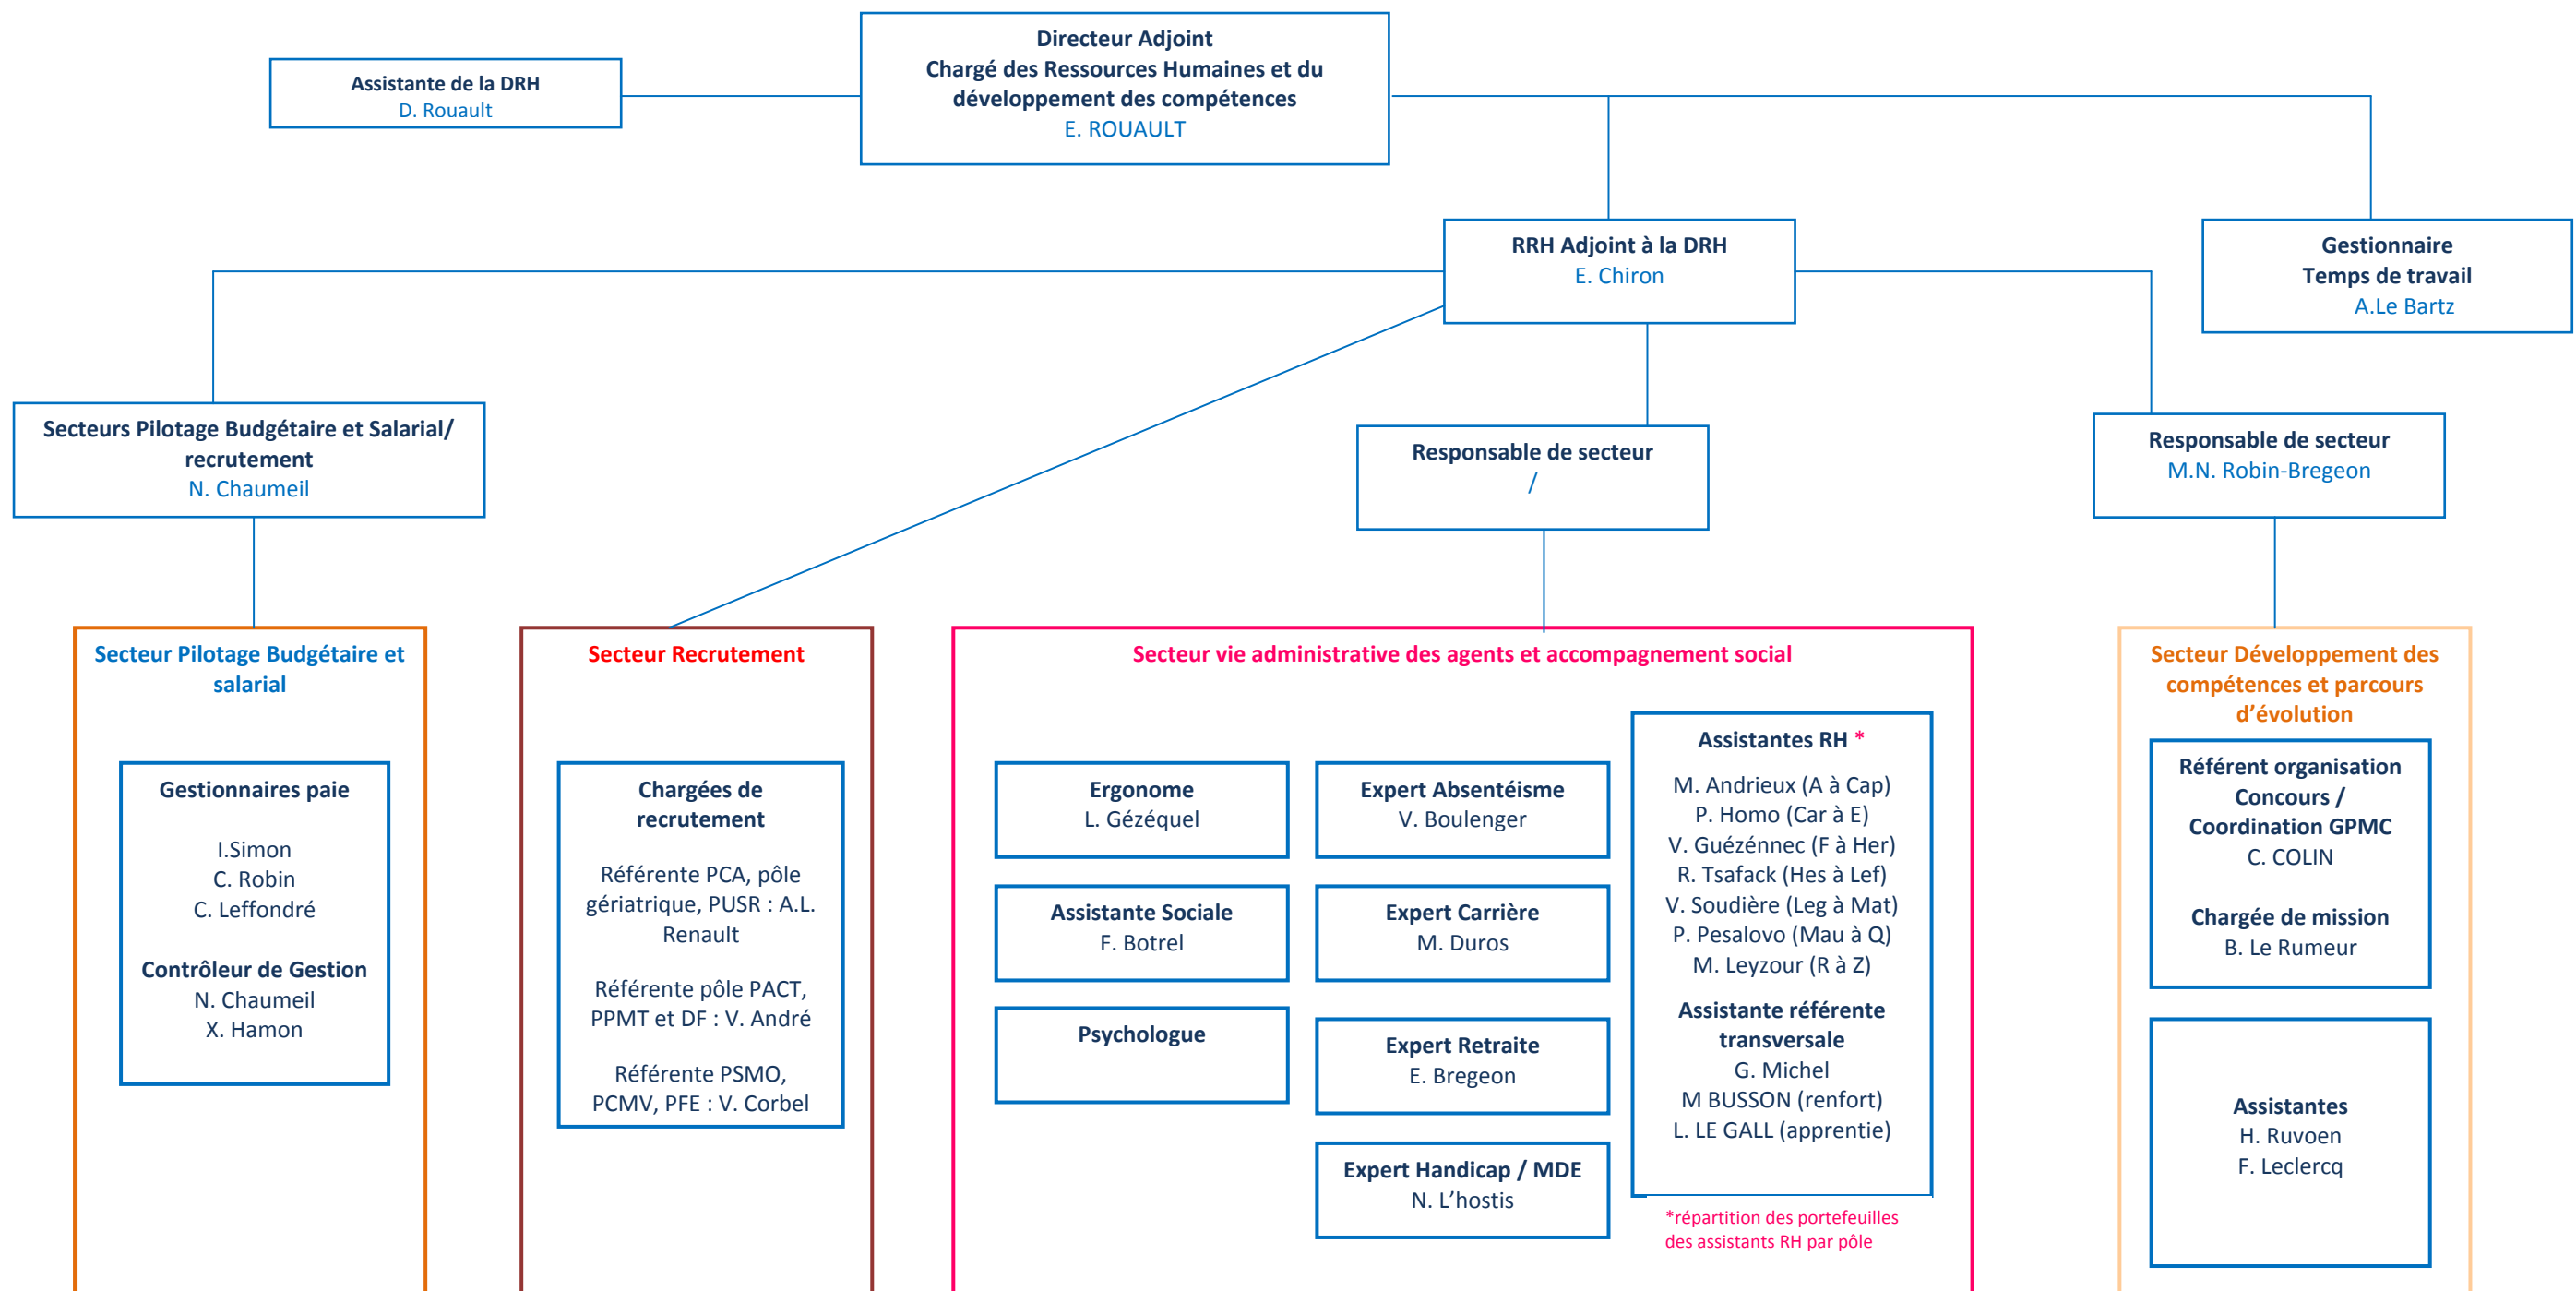 Directeur Adjoint
Chargé des Ressources Humaines et du
développement des compétences
E. ROUAULT
Assistante de la DRH
D. Rouault
RRH Adjoint à la DRH
E. Chiron
Gestionnaire
Temps de travail
A.Le Bartz
Secteurs Pilotage Budgétaire et Salarial/
recrutement
N. Chaumeil
Responsable de secteur
/
Responsable de secteur
M.N. Robin-Bregeon
Secteur Pilotage Budgétaire et
salarial
Gestionnaires paie
I.Simon
C. Robin
C. Leffondré
Contrôleur de Gestion
N. Chaumeil
X. Hamon
Secteur Recrutement
Chargées de
recrutement
Référente PCA, pôle
gériatrique, PUSR : A.L.
Renault
Référente pôle PACT,
PPMT et DF : V. André
Référente PSMO,
PCMV, PFE : V. Corbel
Secteur vie administrative des agents et accompagnement social
Ergonome
L. Gézéquel
Assistante Sociale
F. Botrel
Psychologue
Expert Absentéisme
V. Boulenger
Expert Carrière
M. Duros
Expert Retraite
E. Bregeon
Expert Handicap / MDE
N. L’hostis
Assistantes RH *
M. Andrieux (A à Cap)
P. Homo (Car à E)
V. Guézénnec (F à Her)
R. Tsafack (Hes à Lef)
V. Soudière (Leg à Mat)
P. Pesalovo (Mau à Q)
M. Leyzour (R à Z)
Assistante référente
transversale
G. Michel
M BUSSON (renfort)
L. LE GALL (apprentie)
*répartition des portefeuilles
des assistants RH par pôle
Secteur Développement des
compétences et parcours
d’évolution
Référent organisation
Concours /
Coordination GPMC
C. COLIN
Chargée de mission
B. Le Rumeur
Assistantes
H. Ruvoen
F. Leclercq